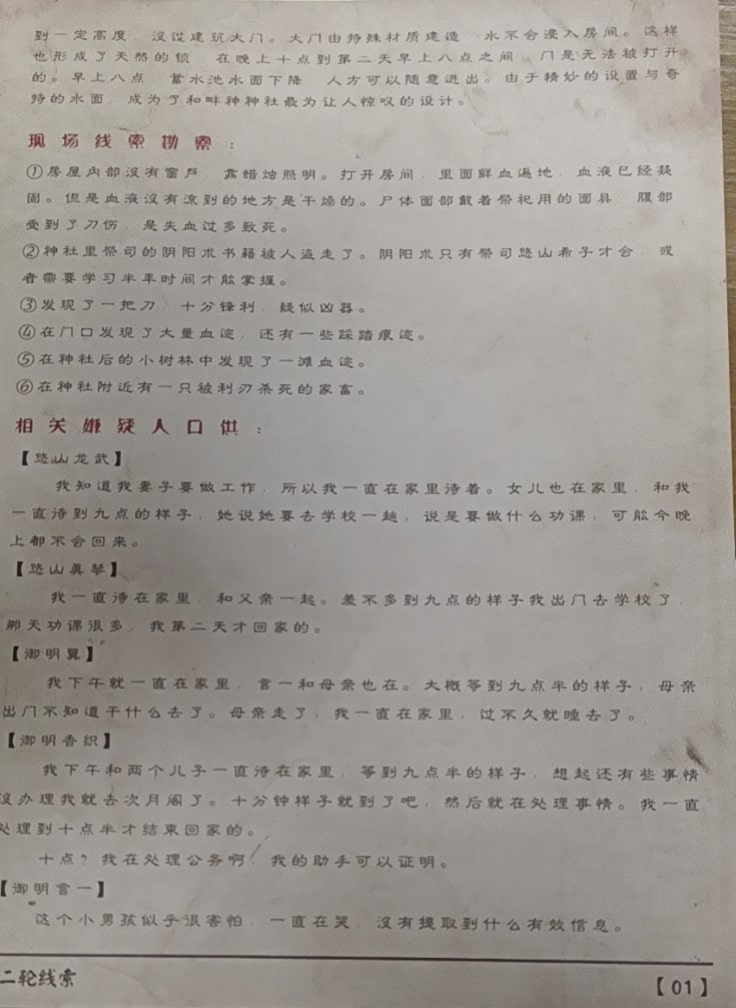 到一定高度，没过建筑大门。大门由特殊材质建造，水不会浸入房间。这样
也形成了天然的锁，在晚上十点到第二天早上八点之间，门是无法被打开
的。早上八点，蓄水池水面下降，人方可以随意进出。由于精妙的设置与奇
特的水面，成为了和畔神神社最为让人惊叹的设计。
现场线索勘察：
①房屋内部没有窗户，靠蜡烛照明。打开房间，里面鲜血遍地，血液已经凝
固。但是血液没有流到的地方是干燥的。尸体面部戴着祭祀用的面具，腹部
受到了刀伤，是失血过多致死。
②神社里祭司的阴阳术书籍被人盗走了。阴阳术只有祭司悠山希子才会，或
者需要学习半年时间才能掌握。
③发现了一把刀，十分锋利，疑似凶器。
④在门口发现了大量血迹，还有一些踩踏痕迹。
⑤在神社后的小树林中发现了一滩血迹。
⑥在神社附近有一只被利刃杀死的家畜。
相关嫌疑人口供：
【悠山龙武】
我知道我妻子要做工作，所以我一直在家里待着。女儿也在家里，和我
一直待到九点的样子，她说她要去学校一趟，说是要做什么功课，可能今晚
上都不会回来。
【悠山真琴】
我一直待在家里，和父亲一起。差不多到九点的样子我出门去学校了，
那天功课很多，我第二天才回家的。
【御明翼】
我下午就一直在家里，言一和母亲也在。大概等到九点半的样子，母亲
出门不知道干什么去了。母亲走了，我一直在家里，过不久就睡去了。
【御明香织】
我下午和两个儿子一直待在家里，等到九点半的样子，想起还有些事情
没办理我就去次月阁了。十分钟样子就到了吧，然后就在处理事情。我一直
处理到十点半才结束回家的。
十点？我在处理公务啊，我的助手可以证明。
【御明言一】
这个小男孩似乎很害怕，一直在哭，没有提取到什么有效信息。
二轮线索
【01】